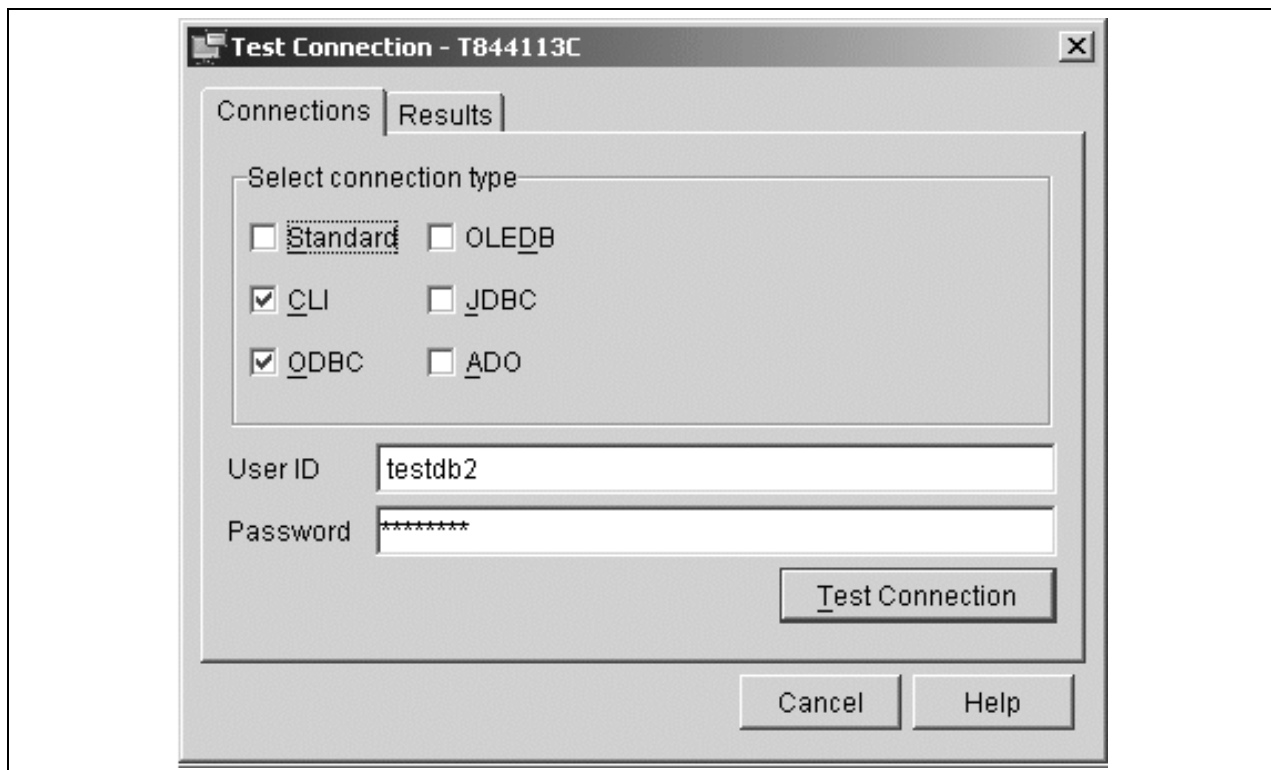 Test Connection - T844113C
Connections Results
Select connection type
Standard OLEDB
CLI JDBC
ODBC ADO
User ID testdb2
Password ********
Test Connection
Cancel Help